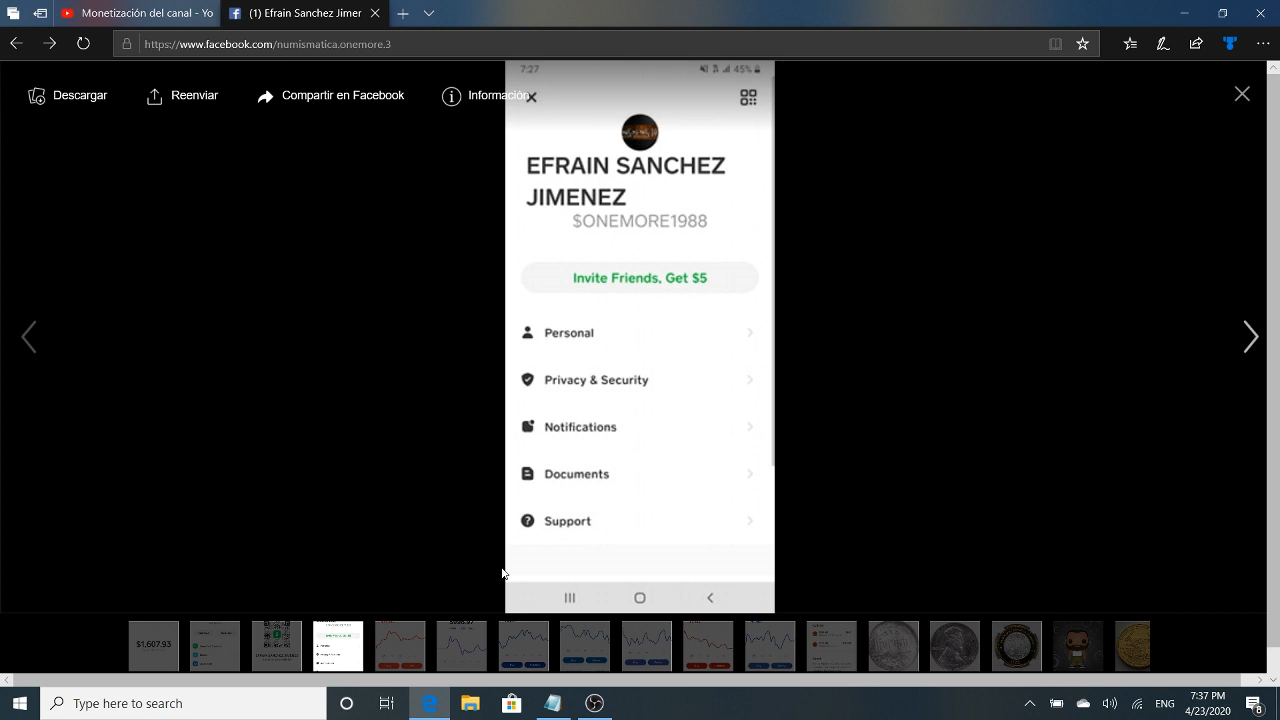 Monetización del canal - Yo
(1) Efrain Sanchez Jimer
https://www.facebook.com/numismatica.onemore.3
Descargar
Reenviar
Compartir en Facebook
Información
7:27
45%
EFRAIN SANCHEZ
JIMENEZ
$ONEMORE1988
Invite Friends, Get $5
Personal
Privacy & Security
Notifications
Documents
Support
$1,607.93
Type here to search
7:37 PM
4/23/2020
8